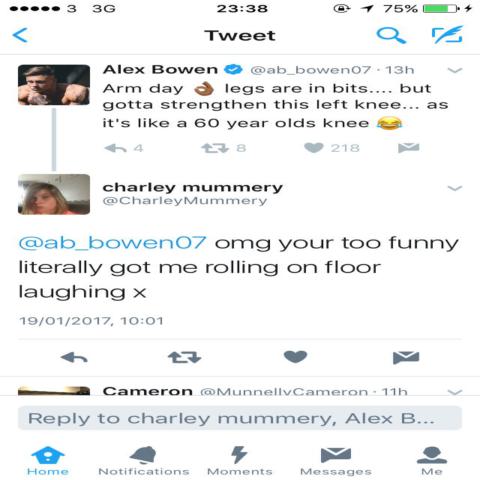 3 3G 23:38 75%
Tweet
Alex Bowen @ab_bowen07 · 13h
Arm day 👌🏾 legs are in bits.... but
gotta strengthen this left knee... as
it's like a 60 year olds knee 😂
4 8 218
charley mummery
@CharleyMummery
@ab_bowen07 omg your too funny
literally got me rolling on floor
laughing x
19/01/2017, 10:01
Cameron @MunnellyCameron · 11h
Reply to charley mummery, Alex B...
Home Notifications Moments Messages Me